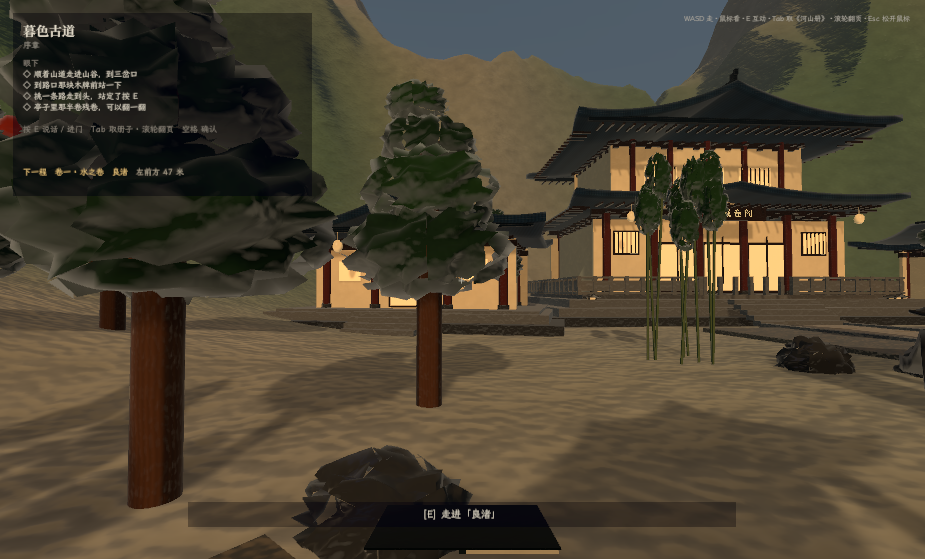 暮色古道
序章
眼下
◇ 顺着山道走进山谷，到三岔口
◇ 到路口那块木牌前站一下
◇ 挑一条路走到头，站定了按 E
◇ 亭子里那半卷残卷，可以翻一翻
按 E 说话 / 进门 Tab 取册子·滚轮翻页 空格 确认
下一程 卷一·水之卷 良渚 左前方 47 米
WASD 走·鼠标看·E 互动·Tab 取《河山册》·滚轮翻页·Esc 松开鼠标
[E] 走进「良渚」